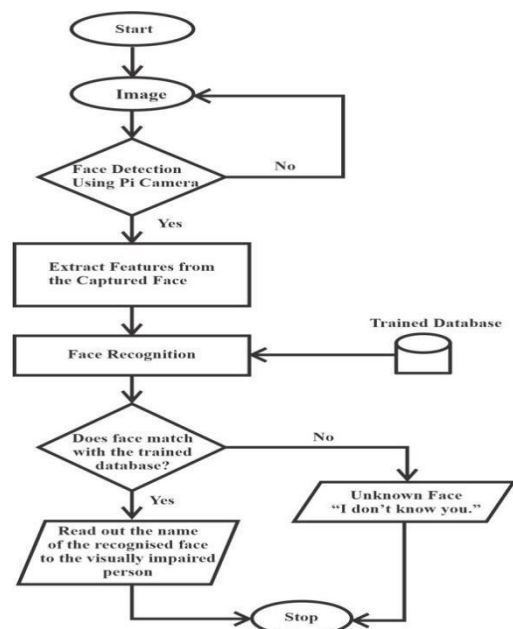 Start
Image
Face Detection
Using Pi Camera
No
Yes
Extract Features from
the Captured Face
Trained Database
Face Recognition
Does face match
with the trained
database?
No
Yes
Unknown Face
“I don’t know you.”
Read out the name
of the recognised face
to the visually impaired
person
Stop